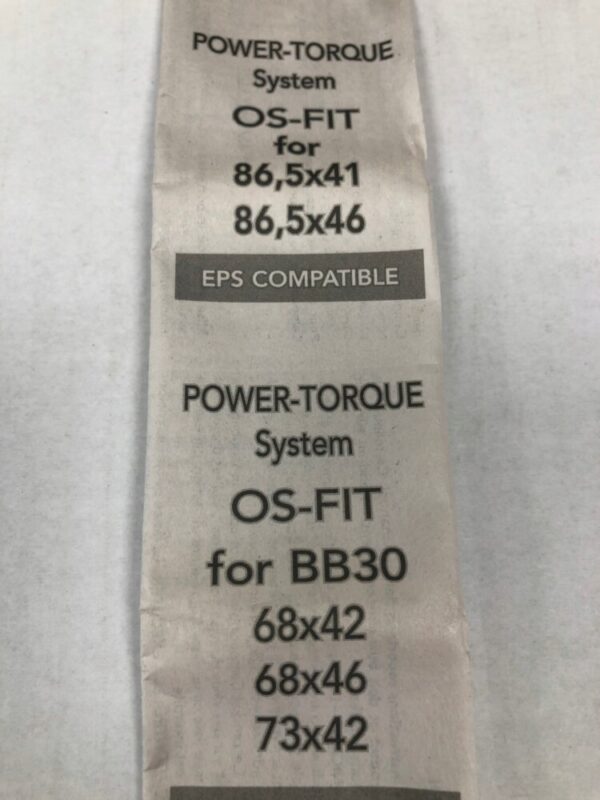 POWER-TORQUE
System
OS-FIT
for
86,5x41
86,5x46
EPS COMPATIBLE
POWER-TORQUE
System
OS-FIT
for BB30
68x42
68x46
73x42